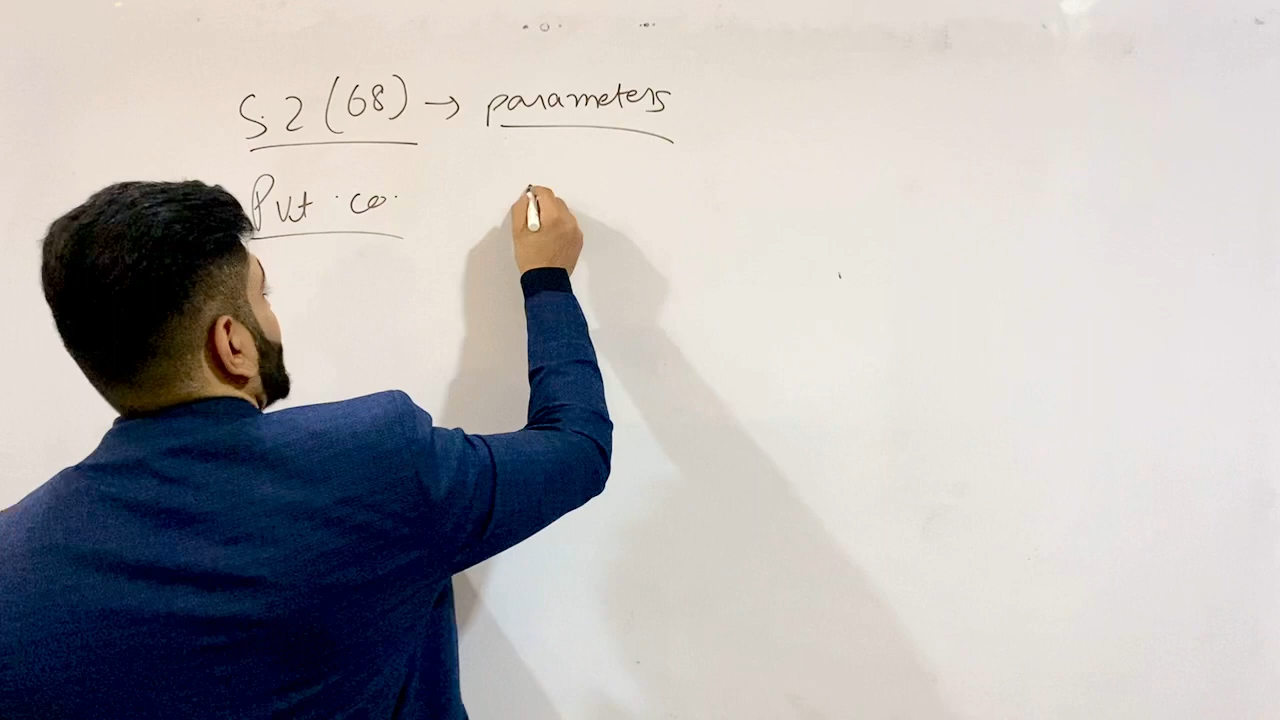 S.2 (68) → parameters
Pvt. co.